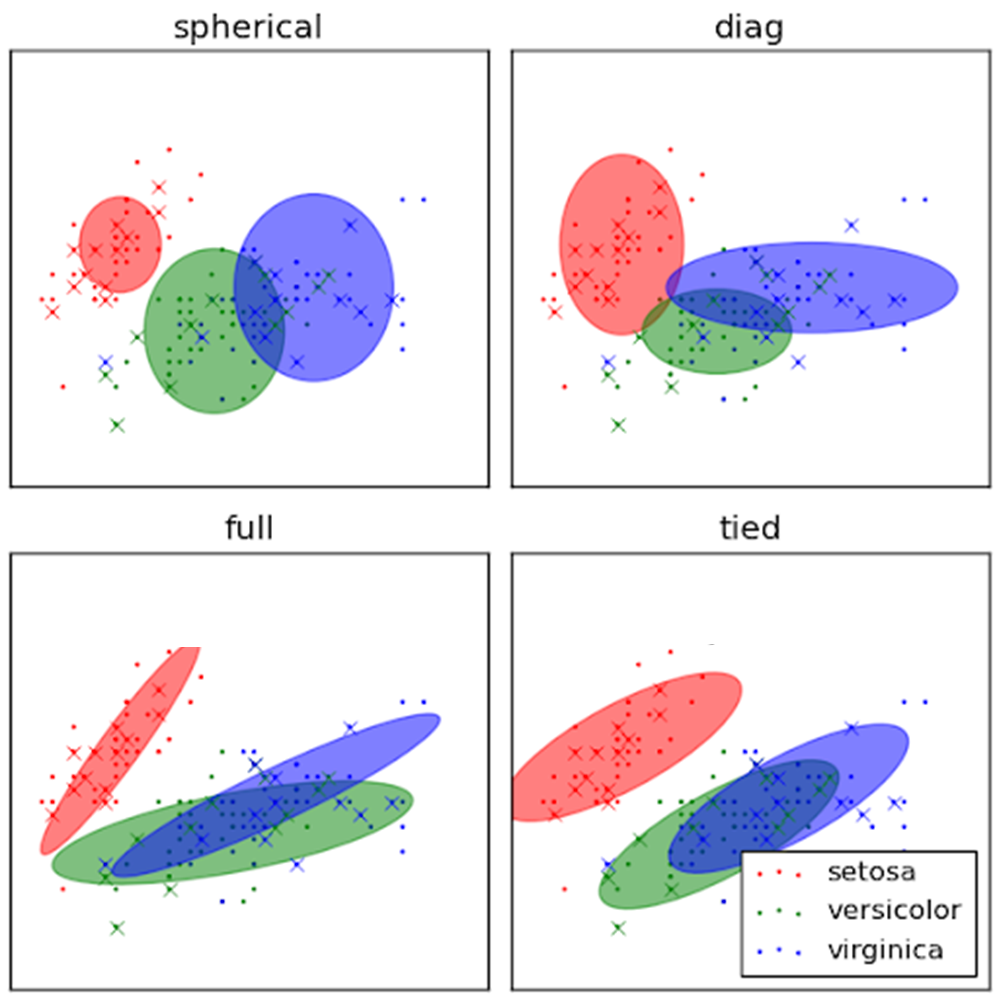 spherical
diag
full
tied
setosa
versicolor
virginica